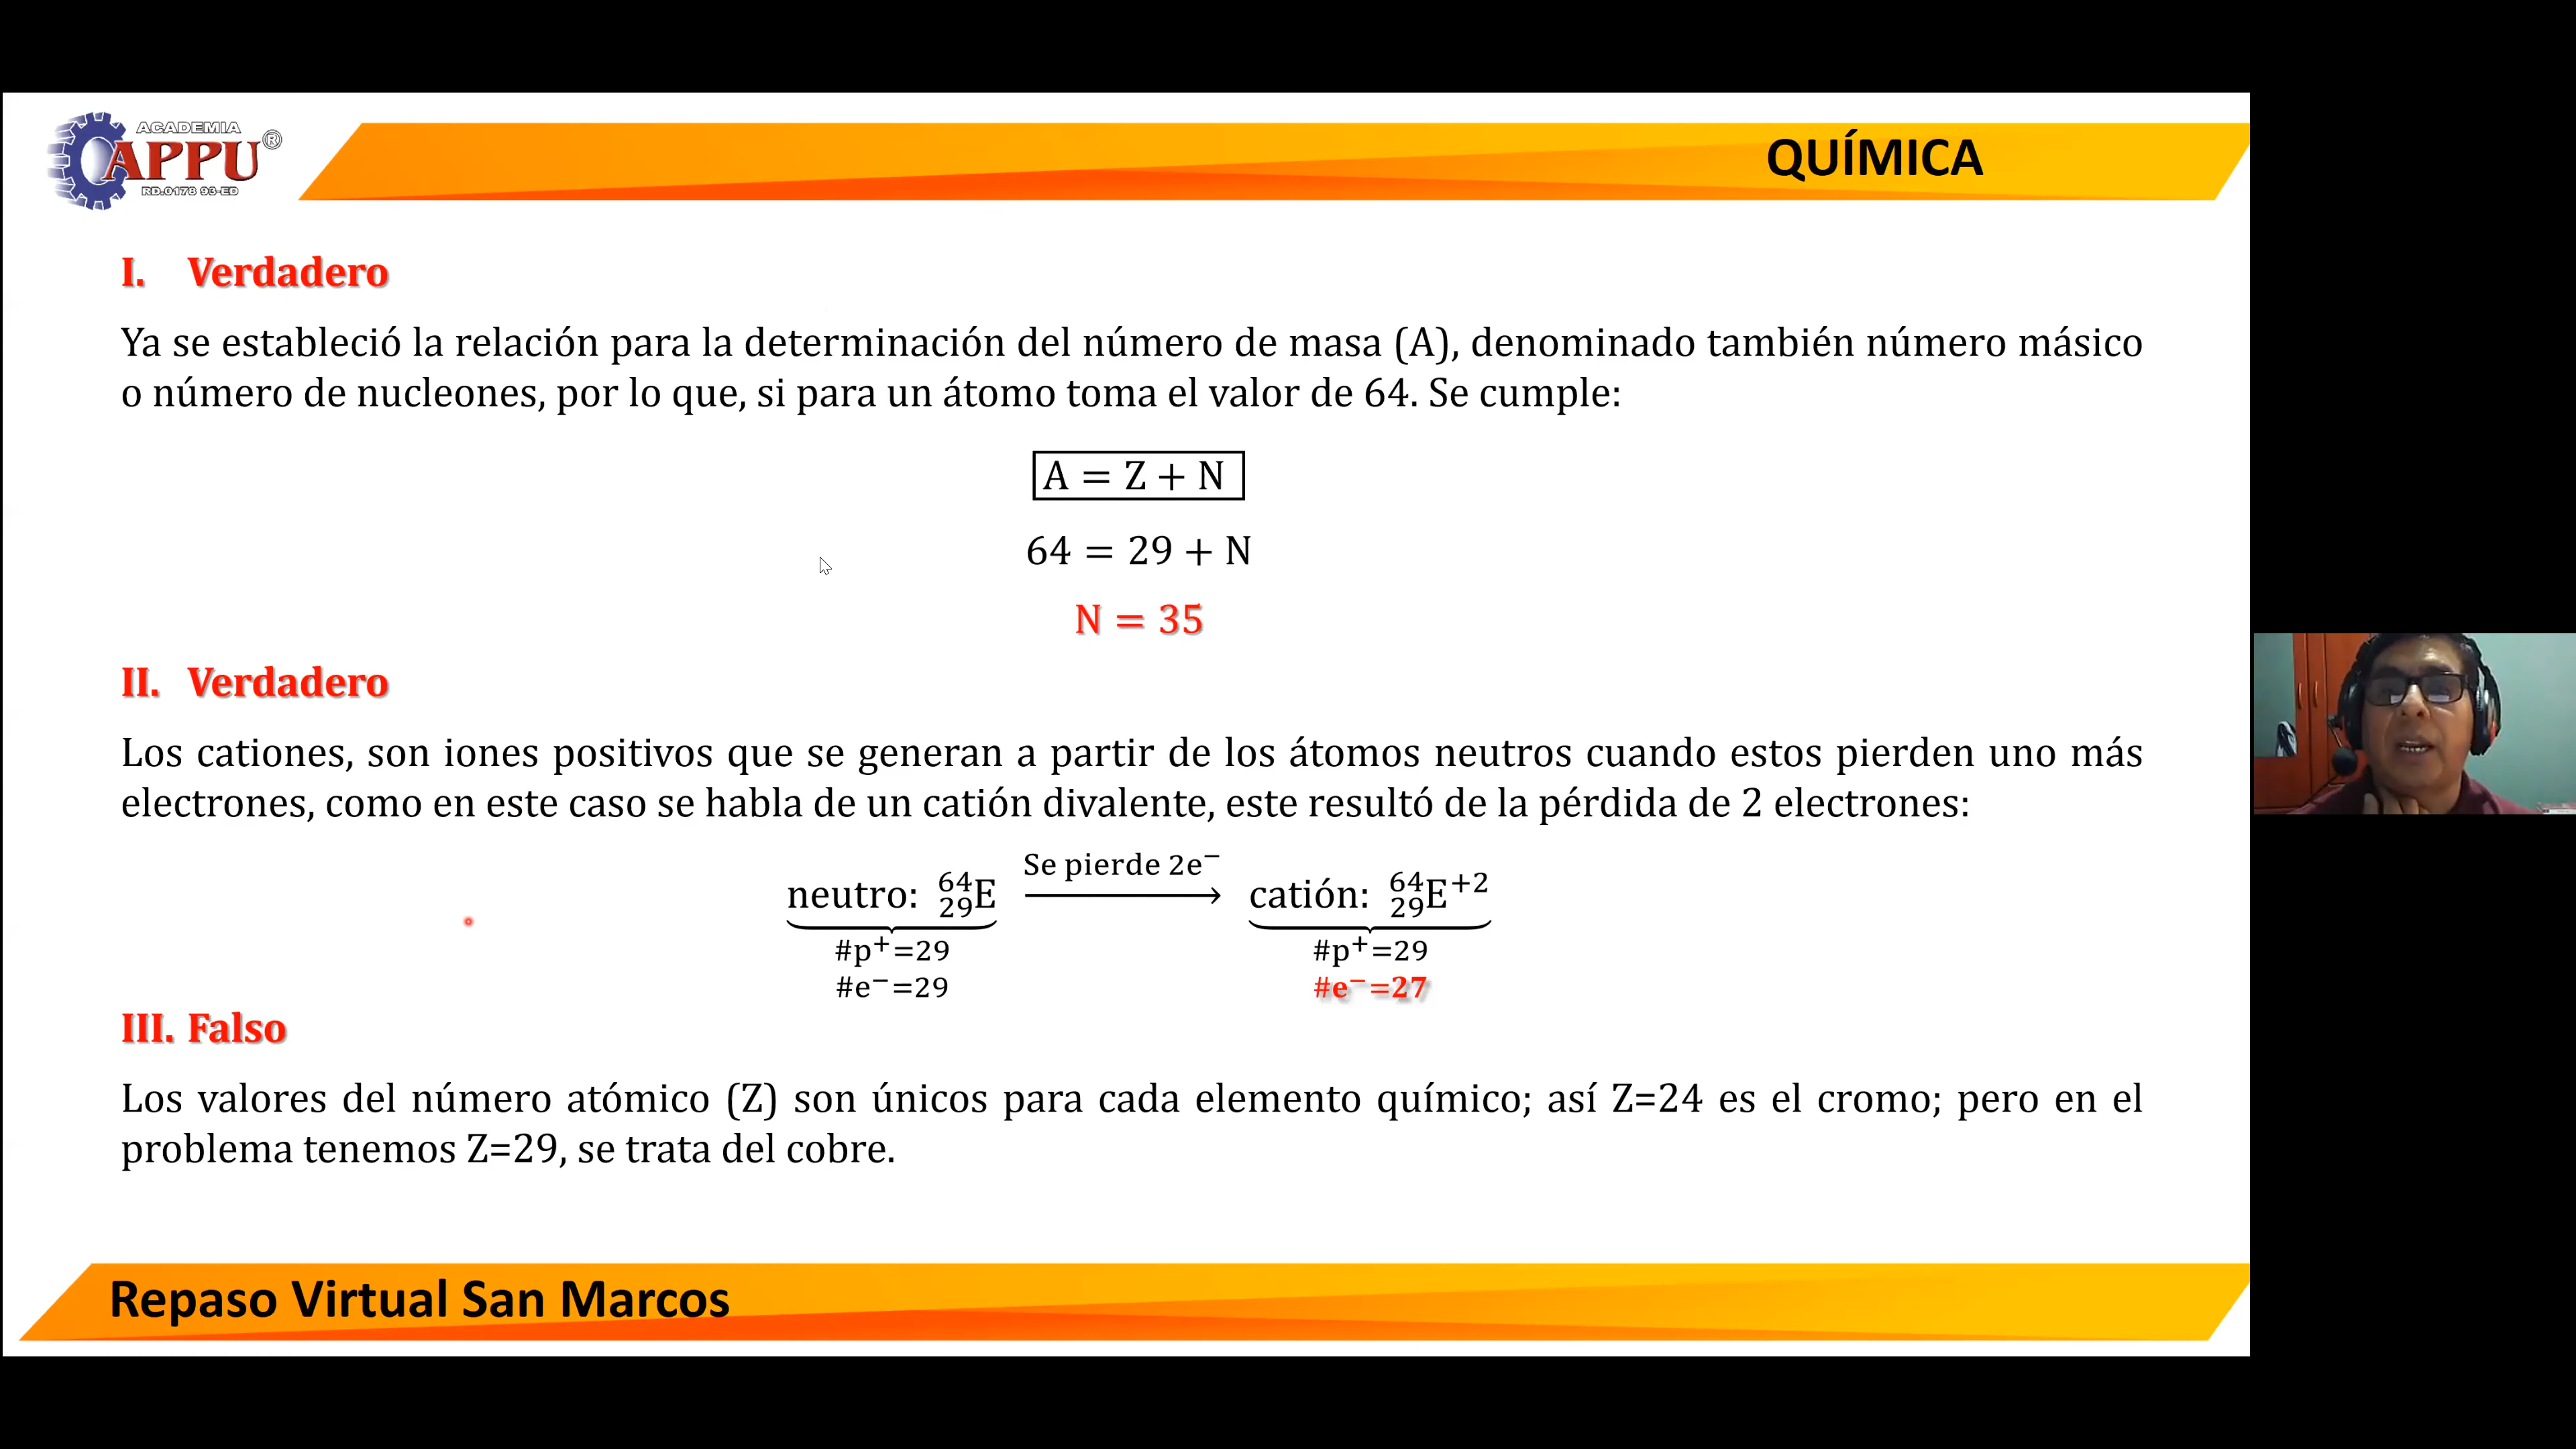 ACADEMIA
APPU®
RD.0178 93-ED
QUÍMICA
I. Verdadero
Ya se estableció la relación para la determinación del número de masa (A), denominado también número másico
o número de nucleones, por lo que, si para un átomo toma el valor de 64. Se cumple:
A = Z + N
64 = 29 + N
N = 35
II. Verdadero
Los cationes, son iones positivos que se generan a partir de los átomos neutros cuando estos pierden uno más
electrones, como en este caso se habla de un catión divalente, este resultó de la pérdida de 2 electrones:
neutro: ⁶⁴₂₉E Se pierde 2e⁻ → catión: ⁶⁴₂₉E⁺²
#p⁺=29 #p⁺=29
#e⁻=29 #e⁻=27
III. Falso
Los valores del número atómico (Z) son únicos para cada elemento químico; así Z=24 es el cromo; pero en el
problema tenemos Z=29, se trata del cobre.
Repaso Virtual San Marcos